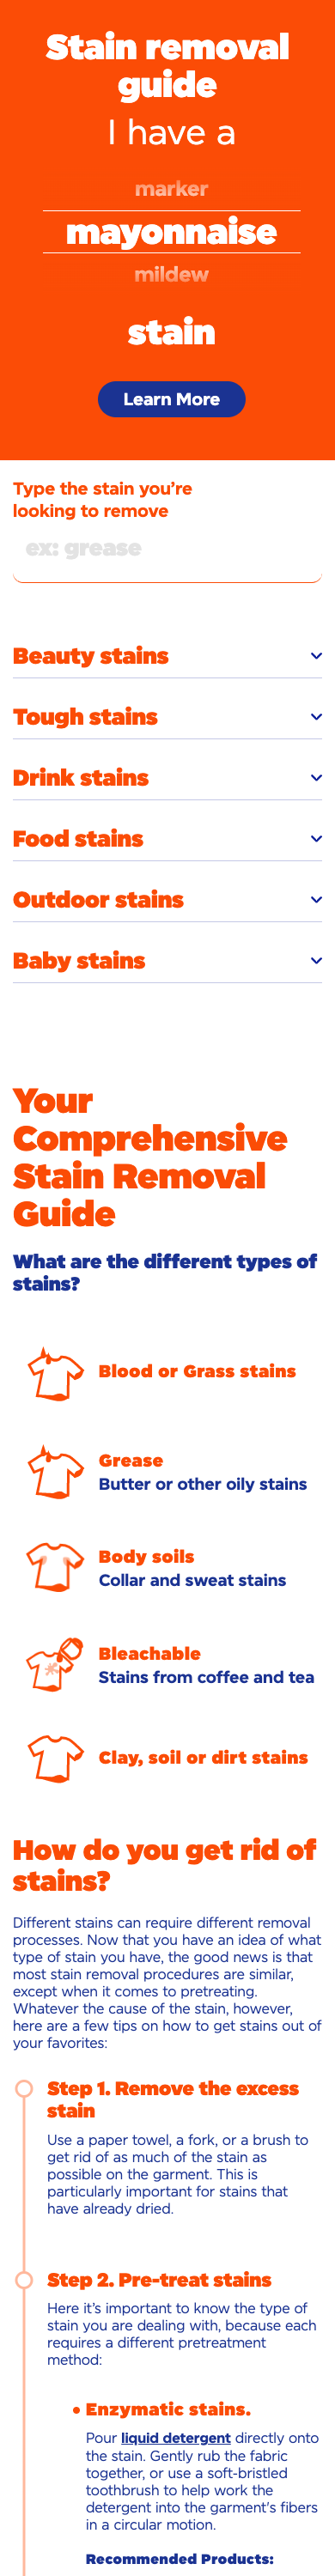 Stain removal
guide
I have a
marker
mayonnaise
mildew
stain
Learn More
Type the stain you’re
looking to remove
ex: grease
Beauty stains
Tough stains
Drink stains
Food stains
Outdoor stains
Baby stains
Your
Comprehensive
Stain Removal
Guide
What are the different types of
stains?
Blood or Grass stains
Grease
Butter or other oily stains
Body soils
Collar and sweat stains
Bleachable
Stains from coffee and tea
Clay, soil or dirt stains
How do you get rid of
stains?
Different stains can require different removal
processes. Now that you have an idea of what
type of stain you have, the good news is that
most stain removal procedures are similar,
except when it comes to pretreating.
Whatever the cause of the stain, however,
here are a few tips on how to get stains out of
your favorites:
Step 1. Remove the excess
stain
Use a paper towel, a fork, or a brush to
get rid of as much of the stain as
possible on the garment. This is
particularly important for stains that
have already dried.
Step 2. Pre-treat stains
Here it’s important to know the type of
stain you are dealing with, because each
requires a different pretreatment
method:
• Enzymatic stains.
Pour liquid detergent directly onto
the stain. Gently rub the fabric
together, or use a soft-bristled
toothbrush to help work the
detergent into the garment's fibers
in a circular motion.
Recommended Products: